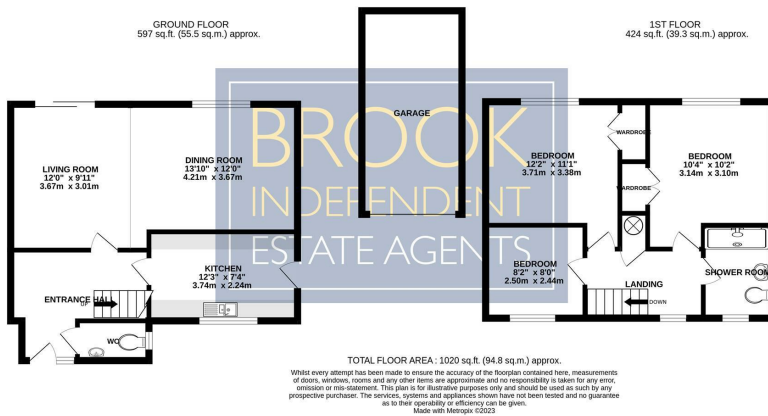 GROUND FLOOR
597 sq.ft. (55.5 sq.m.) approx.
1ST FLOOR
424 sq.ft. (39.3 sq.m.) approx.
GARAGE
LIVING ROOM
12'0" x 9'11"
3.67m x 3.01m
DINING ROOM
13'10" x 12'0"
4.21m x 3.67m
KITCHEN
12'3" x 7'4"
3.74m x 2.24m
ENTRANCE HALL
UP
WC
BEDROOM
12'2" x 11'1"
3.71m x 3.38m
WARDROBE
WARDROBE
BEDROOM
10'4" x 10'2"
3.14m x 3.10m
BEDROOM
8'2" x 8'0"
2.50m x 2.44m
LANDING
DOWN
SHOWER ROOM
BROOK
INDEPENDENT
ESTATE AGENTS
TOTAL FLOOR AREA : 1020 sq.ft. (94.8 sq.m.) approx.
Whilst every attempt has been made to ensure the accuracy of the floorplan contained here, measurements
of doors, windows, rooms and any other items are approximate and no responsibility is taken for any error,
omission or mis-statement. This plan is for illustrative purposes only and should be used as such by any
prospective purchaser. The services, systems and appliances shown have not been tested and no guarantee
as to their operability or efficiency can be given.
Made with Metropix ©2023